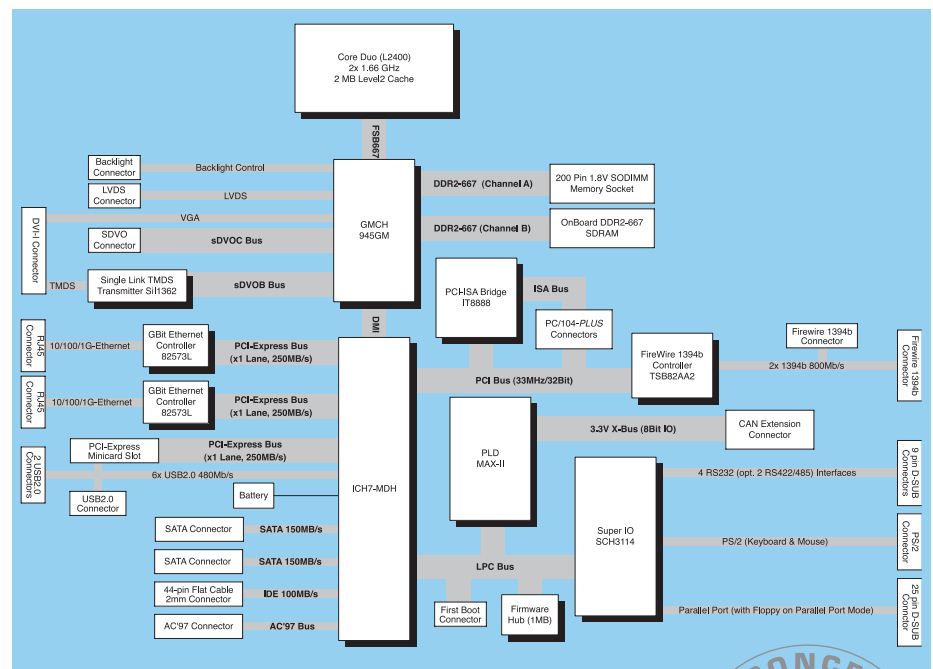 Core Duo (L2400)
2x 1.66 GHz
2 MB Level2 Cache
FSB667
Backlight
Connector
Backlight Control
LVDS
Connector
LVDS
VGA
DVI-I Connector
SDVO
Connector
sDVOC Bus
TMDS
Single Link TMDS
Transmitter Sil1362
sDVOB Bus
GMCH
945GM
DDR2-667 (Channel A)
200 Pin 1.8V SODIMM
Memory Socket
DDR2-667 (Channel B)
OnBoard DDR2-667
SDRAM
DMI
PCI-ISA Bridge
IT8888
ISA Bus
PC/104-PLUS
Connectors
PCI Bus (33MHz/32Bit)
FireWire 1394b
Controller
TSB82AA2
Firewire 1394b
Connector
2x 1394b 800Mb/s
Firewire 1394b
Connector
RJ45
Connector
10/100/1G-Ethernet
GBit Ethernet
Controller
82573L
PCI-Express Bus
(x1 Lane, 250MB/s)
RJ45
Connector
10/100/1G-Ethernet
GBit Ethernet
Controller
82573L
PCI-Express Bus
(x1 Lane, 250MB/s)
2 USB2.0
Connectors
PCI-Express
Minicard Slot
PCI-Express Bus
(x1 Lane, 250MB/s)
6x USB2.0 480Mb/s
USB2.0
Connector
Battery
ICH7-MDH
SATA Connector
SATA 150MB/s
SATA Connector
SATA 150MB/s
44-pin Flat Cable
2mm Connector
IDE 100MB/s
AC'97 Connector
AC'97 Bus
PLD
MAX-II
3.3V X-Bus (8Bit IO)
CAN Extension
Connector
LPC Bus
First Boot
Connector
Firmware
Hub (1MB)
Super IO
SCH3114
4 RS232 (opt. 2 RS422/485) Interfaces
9 pin D-SUB
Connectors
PS/2 (Keyboard & Mouse)
PS/2
Connector
Parallel Port (with Floppy on Parallel Port Mode)
25 pin D-SUB
Connctor